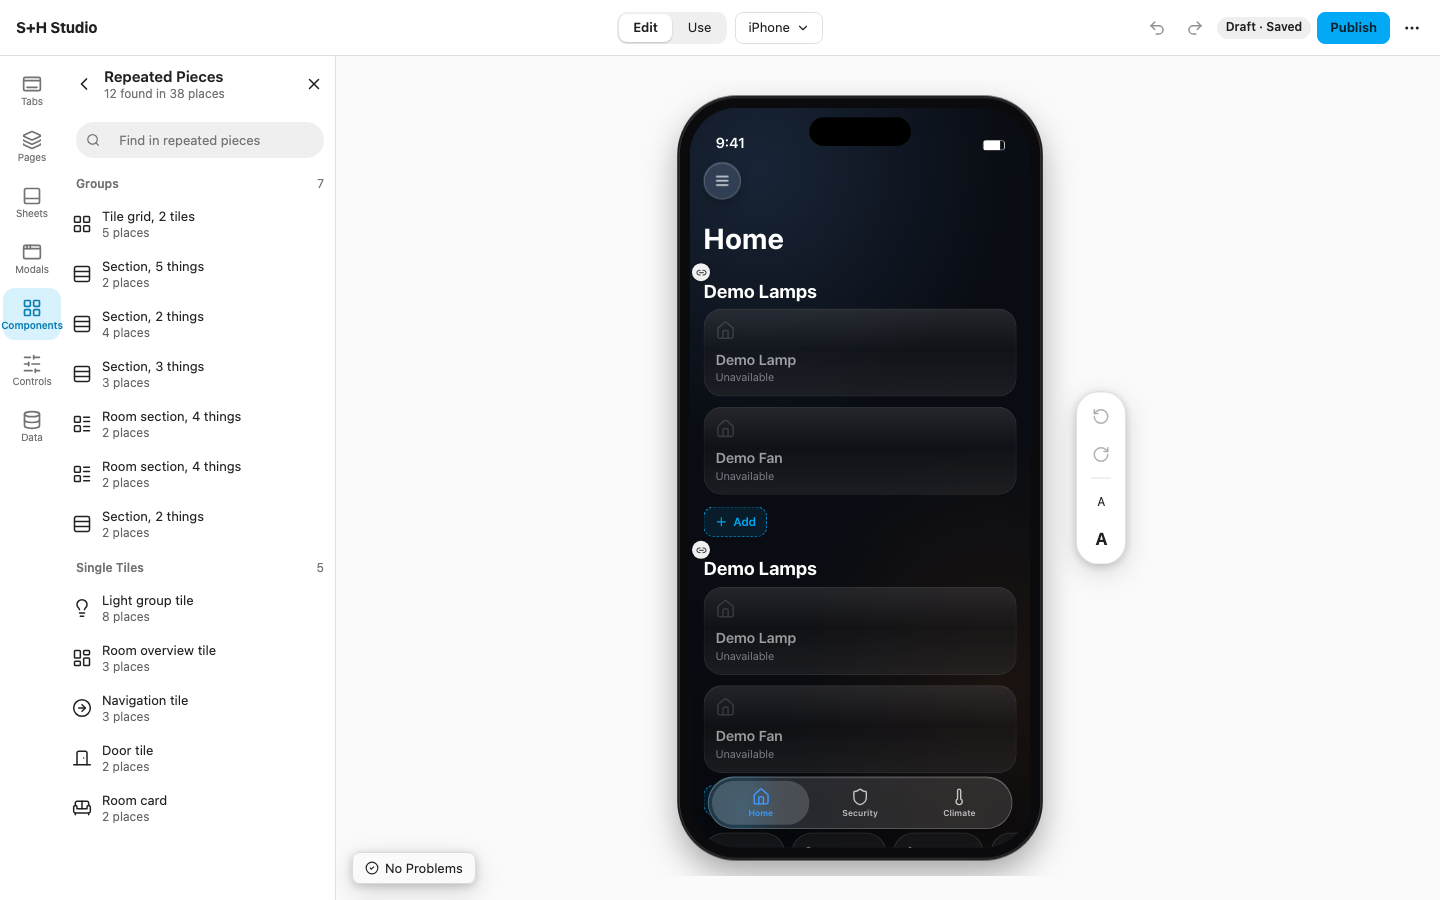 S+H Studio
Edit
Use
iPhone
Draft · Saved
Publish
Tabs
Pages
Sheets
Modals
Components
Controls
Data
Repeated Pieces
12 found in 38 places
Find in repeated pieces
Groups
7
Tile grid, 2 tiles
5 places
Section, 5 things
2 places
Section, 2 things
4 places
Section, 3 things
3 places
Room section, 4 things
2 places
Room section, 4 things
2 places
Section, 2 things
2 places
Single Tiles
5
Light group tile
8 places
Room overview tile
3 places
Navigation tile
3 places
Door tile
2 places
Room card
2 places
No Problems
9:41
Home
Demo Lamps
Demo Lamp
Unavailable
Demo Fan
Unavailable
Add
Demo Lamps
Demo Lamp
Unavailable
Demo Fan
Unavailable
Home
Security
Climate
A
A